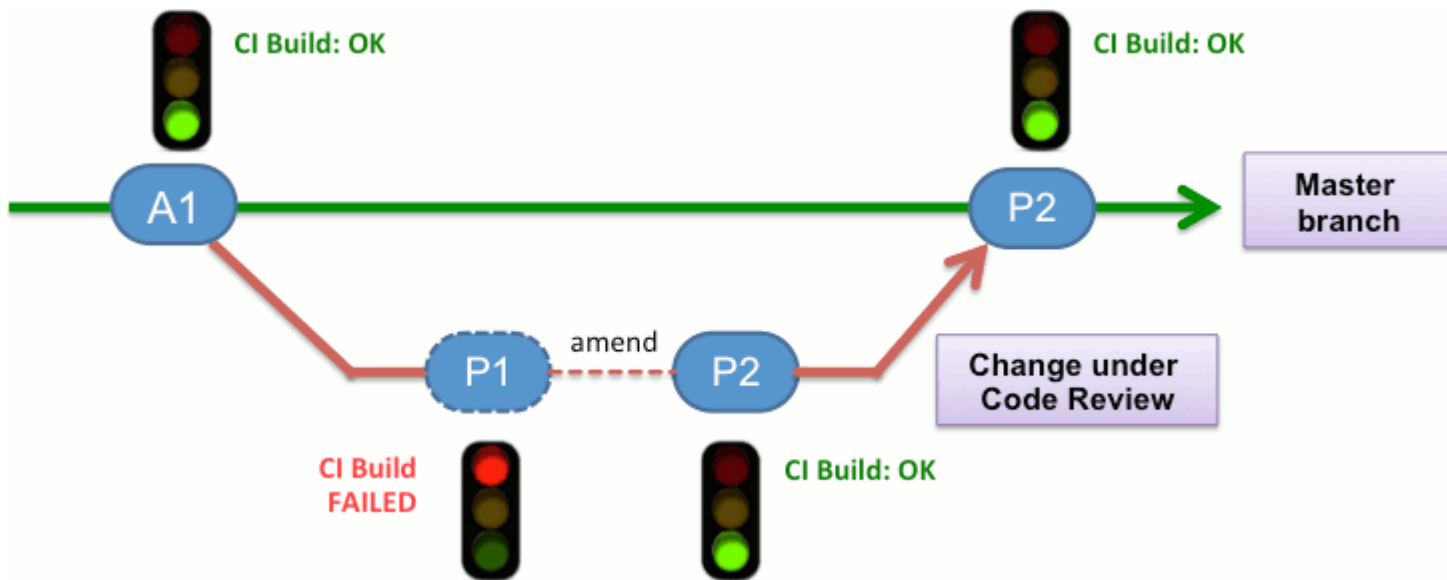 CI Build: OK
CI Build: OK
A1
P2
Master
branch
P1
amend
P2
Change under
Code Review
CI Build
FAILED
CI Build: OK